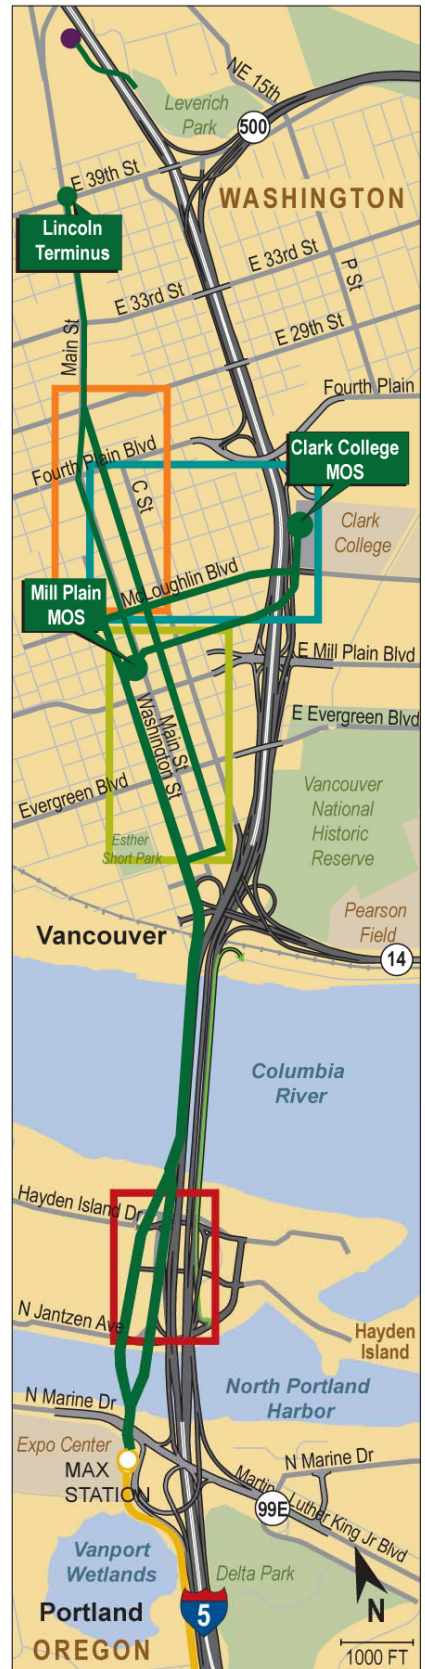 NE 15th
Leverich
Park
500
E 39th St
WASHINGTON
Lincoln
Terminus
E 33rd St
E 33rd St
P St
Main St
E 29th St
Fourth Plain
Fourth Plain Blvd
Clark College
MOS
C St
Clark
College
McLoughlin Blvd
Mill Plain
MOS
E Mill Plain Blvd
Main St
Washington St
E Evergreen Blvd
Evergreen Blvd
Vancouver
National
Historic
Reserve
Esther
Short Park
Pearson
Field
Vancouver
14
Columbia
River
Hayden Island Dr
N Jantzen Ave
Hayden
Island
North Portland
Harbor
N Marine Dr
Expo Center
MAX
STATION
N Marine Dr
Martin Luther King Jr Blvd
99E
Vanport
Wetlands
Delta Park
Portland
5
N
OREGON
1000 FT